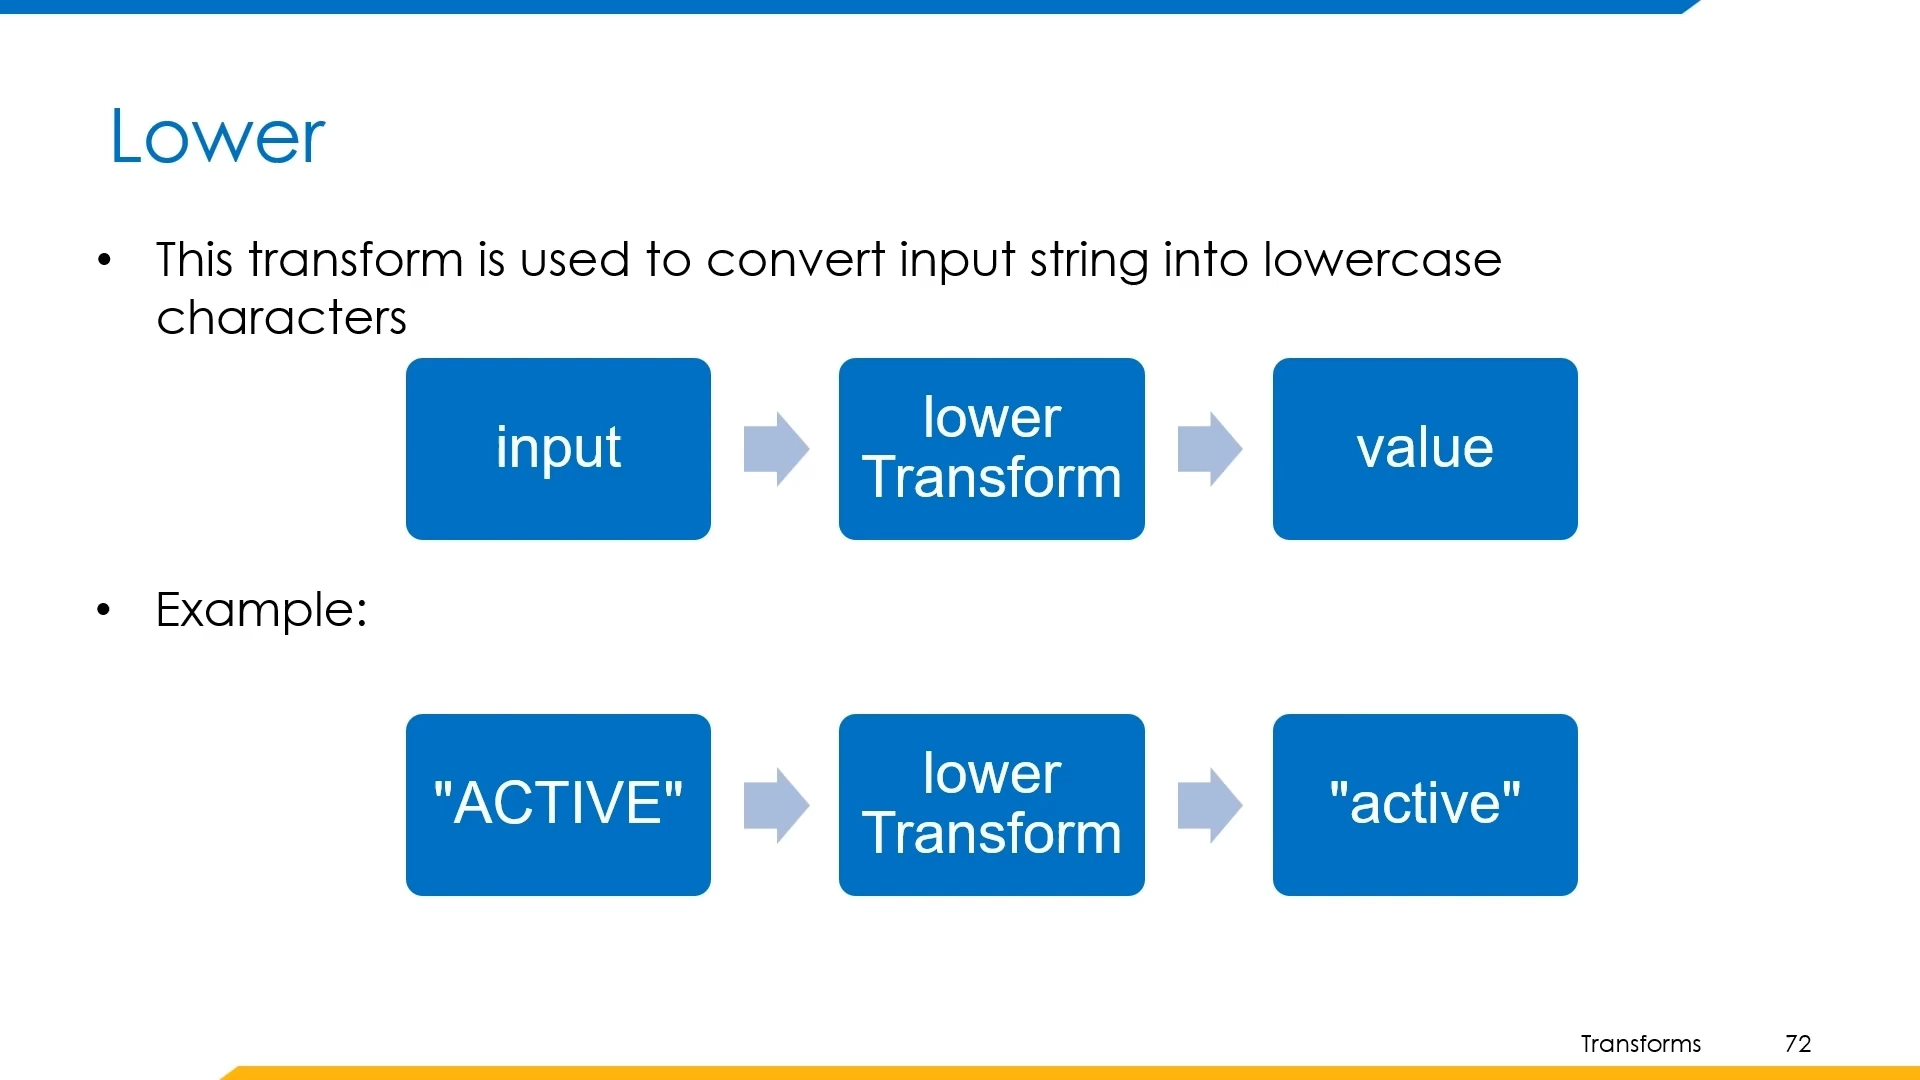 Lower
• This transform is used to convert input string into lowercase
characters
input
lower
Transform
value
• Example:
"ACTIVE"
lower
Transform
"active"
Transforms 72